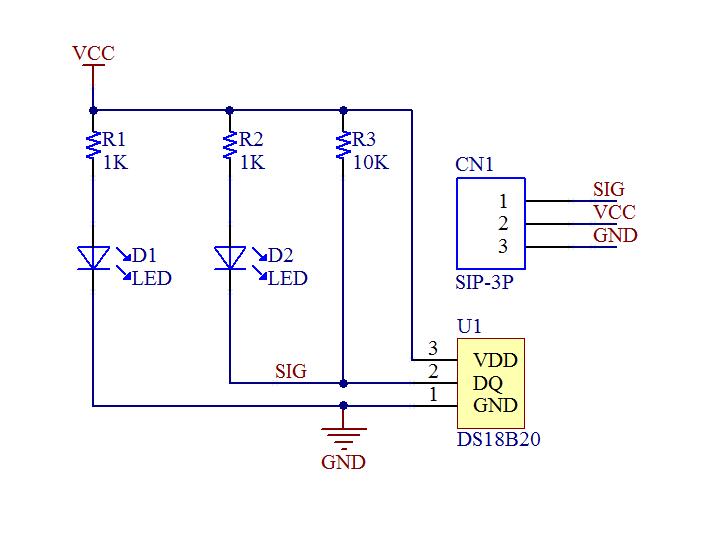 VCC
R1
1K
R2
1K
R3
10K
CN1
1
2
3
SIG
VCC
GND
SIP-3P
D1
LED
D2
LED
U1
3
2
1
VDD
DQ
GND
DS18B20
SIG
GND